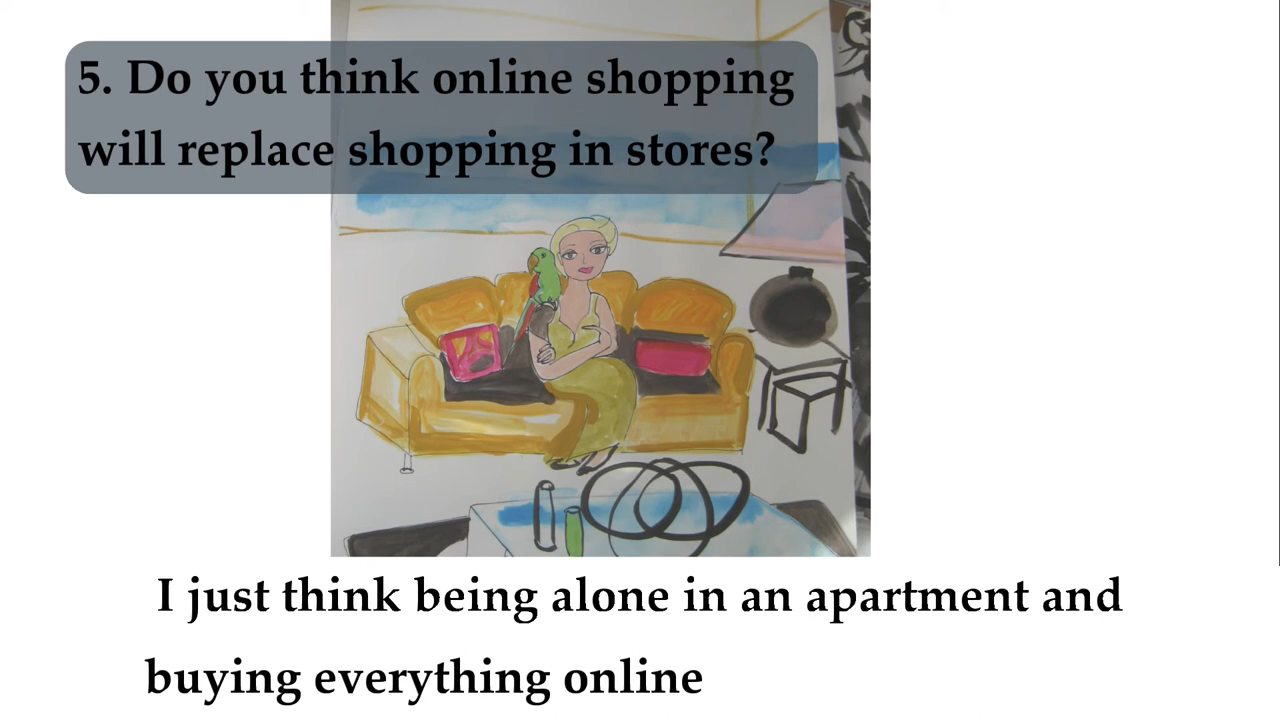 5. Do you think online shopping
will replace shopping in stores?
I just think being alone in an apartment and
buying everything online